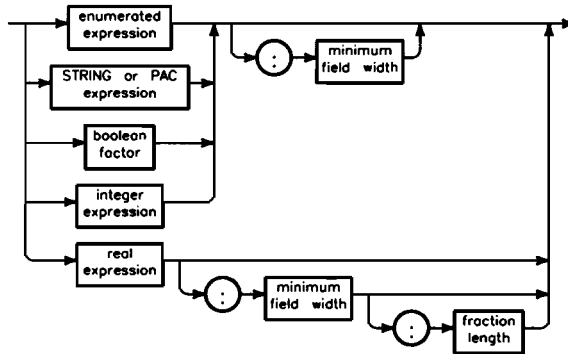 enumerated
expression
:
minimum
field width
STRING or PAC
expression
boolean
factor
integer
expression
real
expression
:
minimum
field width
:
fraction
length